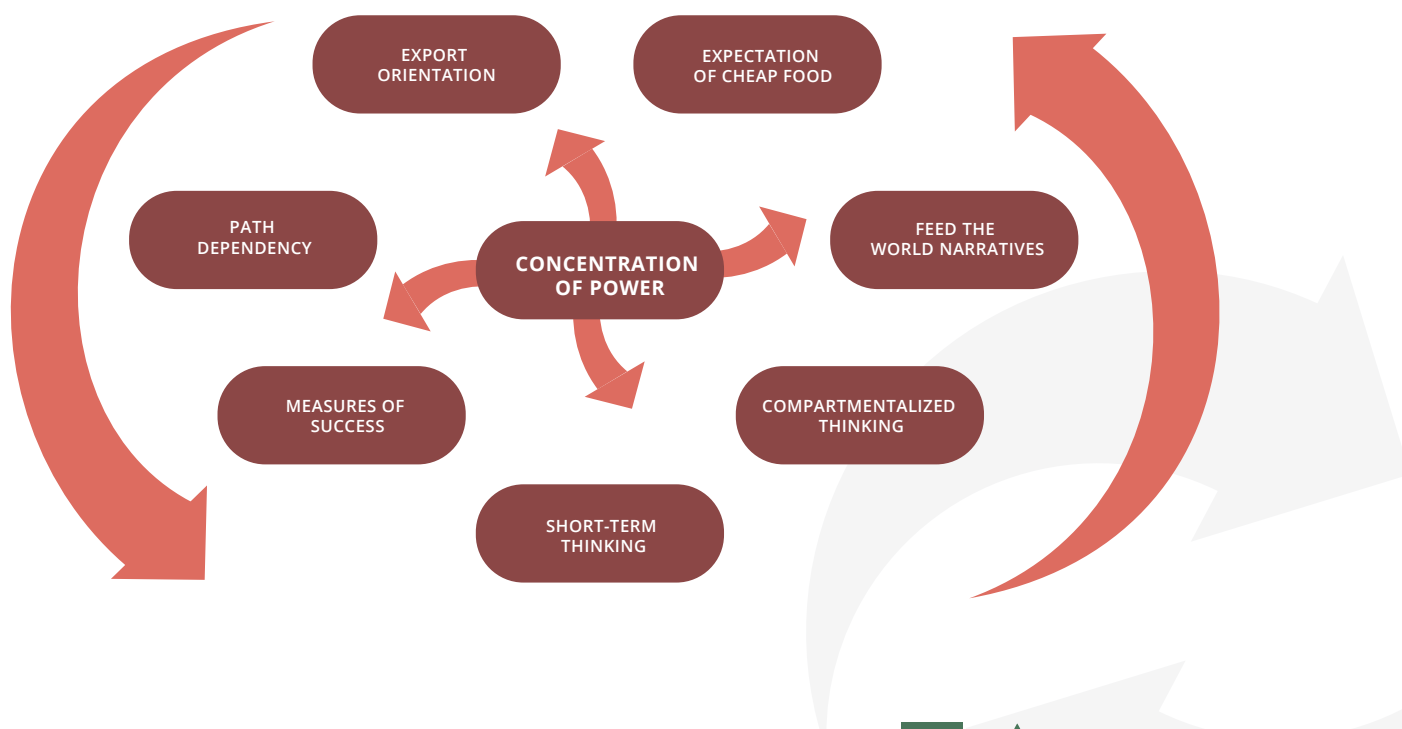 EXPORT
ORIENTATION
EXPECTATION
OF CHEAP FOOD
PATH
DEPENDENCY
FEED THE
WORLD NARRATIVES
CONCENTRATION
OF POWER
MEASURES OF
SUCCESS
COMPARTMENTALIZED
THINKING
SHORT-TERM
THINKING